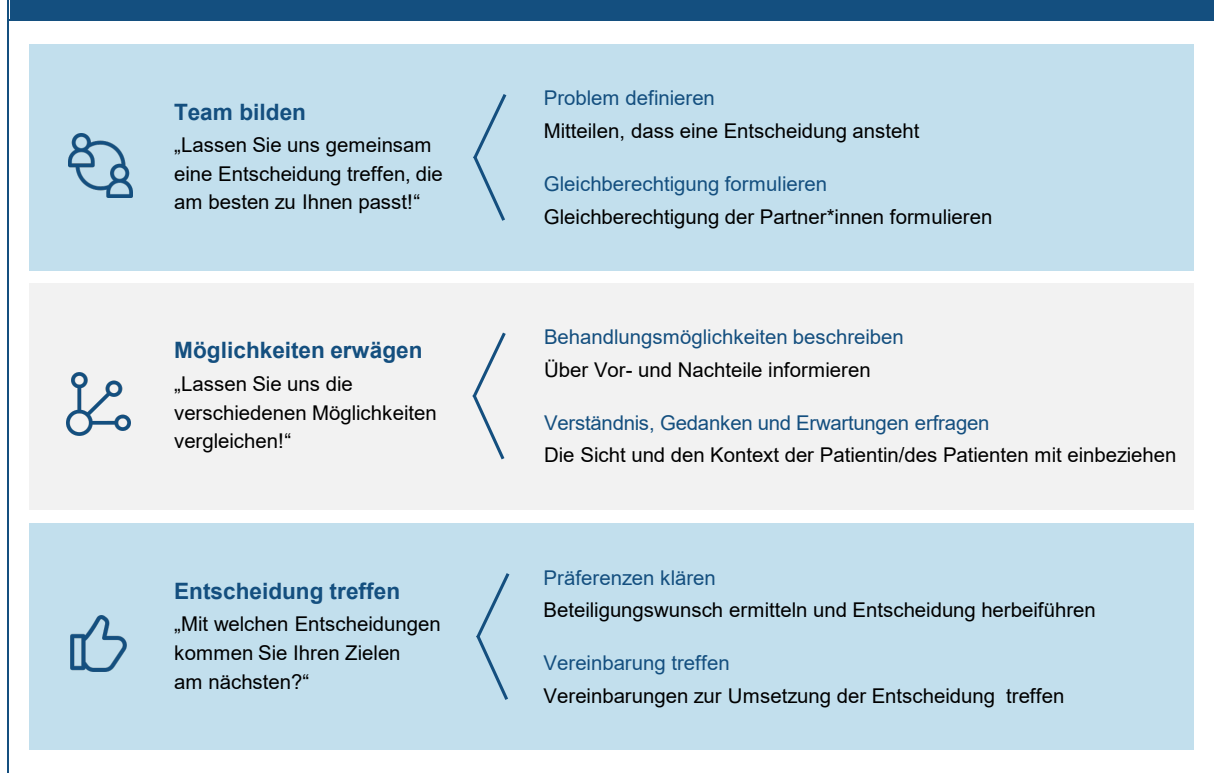 Team bilden
„Lassen Sie uns gemeinsam
eine Entscheidung treffen, die
am besten zu Ihnen passt!“
Problem definieren
Mitteilen, dass eine Entscheidung ansteht
Gleichberechtigung formulieren
Gleichberechtigung der Partner*innen formulieren
Möglichkeiten erwägen
„Lassen Sie uns die
verschiedenen Möglichkeiten
vergleichen!“
Behandlungsmöglichkeiten beschreiben
Über Vor- und Nachteile informieren
Verständnis, Gedanken und Erwartungen erfragen
Die Sicht und den Kontext der Patientin/des Patienten mit einbeziehen
Entscheidung treffen
„Mit welchen Entscheidungen
kommen Sie Ihren Zielen
am nächsten?“
Präferenzen klären
Beteiligungswunsch ermitteln und Entscheidung herbeiführen
Vereinbarung treffen
Vereinbarungen zur Umsetzung der Entscheidung  treffen